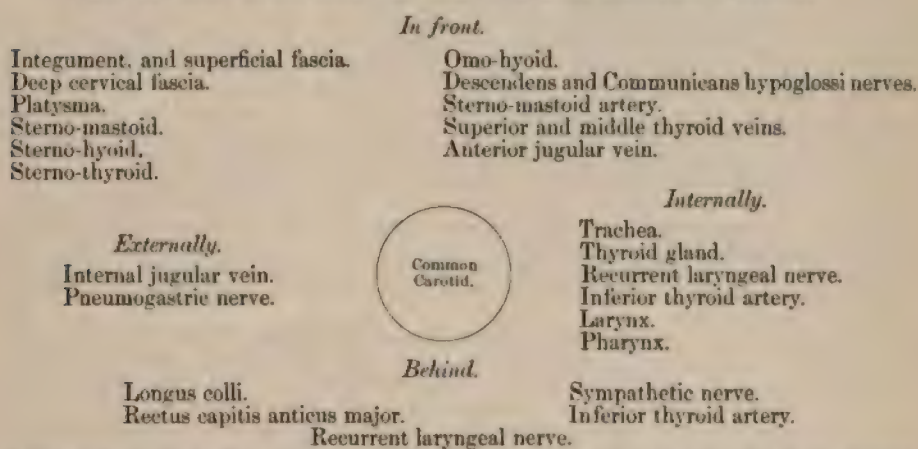 In front.
Integument, and superficial fascia.
Deep cervical fascia.
Platysma.
Sterno-mastoid.
Sterno-hyoid.
Sterno-thyroid.
Omo-hyoid.
Descendens and Communicans hypoglossi nerves.
Sterno-mastoid artery.
Superior and middle thyroid veins.
Anterior jugular vein.
Externally.
Internal jugular vein.
Pneumogastric nerve.
Common
Carotid.
Internally.
Trachea.
Thyroid gland.
Recurrent laryngeal nerve.
Inferior thyroid artery.
Larynx.
Pharynx.
Behind.
Longus colli.
Rectus capitis anticus major.
Sympathetic nerve.
Inferior thyroid artery.
Recurrent laryngeal nerve.